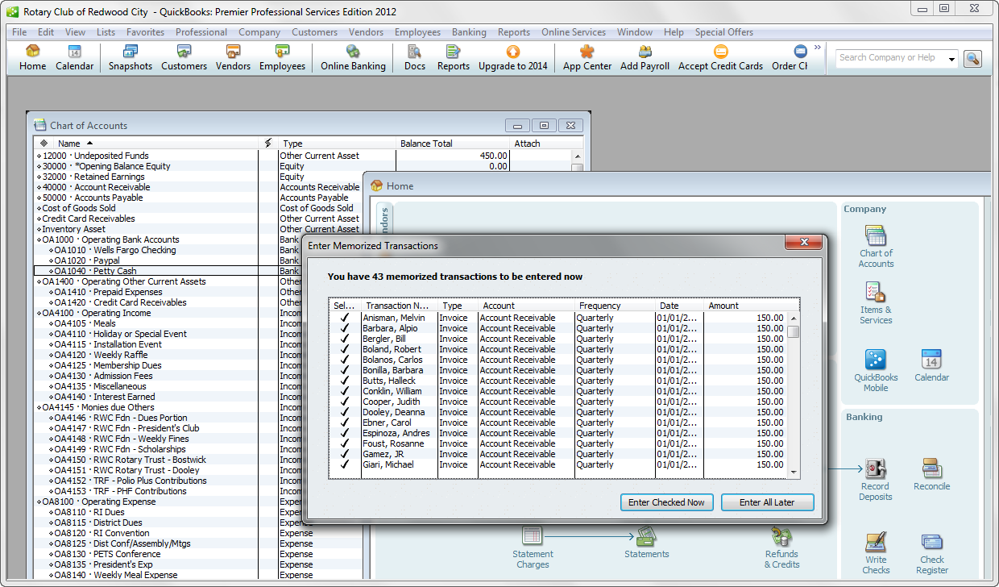 Rotary Club of Redwood City - QuickBooks: Premier Professional Services Edition 2012
File Edit View Lists Favorites Professional Company Customers Vendors Employees Banking Reports Online Services Window Help Special Offers
Home Calendar Snapshots Customers Vendors Employees Online Banking Docs Reports Upgrade to 2014 App Center Add Payroll Accept Credit Cards Order Ch » Search Company or Help
Chart of Accounts
Name Type Balance Total Attach
12000 · Undeposited Funds Other Current Asset 450.00
30000 · *Opening Balance Equity Equity 0.00
32000 · Retained Earnings Equity
40000 · Account Receivable Accounts Receivable
50000 · Accounts Payable Accounts Payable
Cost of Goods Sold Cost of Goods Sold
Credit Card Receivables Other Current Asset
Inventory Asset Other Current Asset
OA1000 · Operating Bank Accounts Bank
OA1010 · Wells Fargo Checking Bank
OA1020 · Paypal Bank
OA1040 · Petty Cash Bank
OA1400 · Operating Other Current Assets Other
OA1410 · Prepaid Expenses Other
OA1420 · Credit Card Receivables Other
OA4100 · Operating Income Incom
OA4105 · Meals Incom
OA4110 · Holiday or Special Event Incom
OA4115 · Installation Event Incom
OA4120 · Weekly Raffle Incom
OA4125 · Membership Dues Incom
OA4130 · Admission Fees Incom
OA4135 · Miscellaneous Incom
OA4140 · Interest Earned Incom
OA4145 · Monies due Others Incom
OA4146 · RWC Fdn - Dues Portion Incom
OA4147 · RWC Fdn - President's Club Incom
OA4148 · RWC Fdn - Weekly Fines Incom
OA4149 · RWC Fdn - Scholarships Incom
OA4150 · RWC Rotary Trust - Bostwick Incom
OA4151 · RWC Rotary Trust - Dooley Incom
OA4152 · TRF - Polio Plus Contributions Incom
OA4153 · TRF - PHF Contributions Incom
OA8100 · Operating Expense Expen
OA8110 · RI Dues Expen
OA8115 · District Dues Expen
OA8120 · RI Convention Expense
OA8125 · Dist Conf/Assembly/Mtgs Expense
OA8130 · PETS Conference Expense
OA8135 · President's Exp Expense
OA8140 · Weekly Meal Expense Expense
Home
ndors
Enter Memorized Transactions
You have 43 memorized transactions to be entered now
Sel... Transaction N... Type Account Frequency Date Amount
Anisman, Melvin Invoice Account Receivable Quarterly 01/01/2... 150.00
Barbara, Alpio Invoice Account Receivable Quarterly 01/01/2... 150.00
Bergler, Bill Invoice Account Receivable Quarterly 01/01/2... 150.00
Boland, Robert Invoice Account Receivable Quarterly 01/01/2... 150.00
Bolanos, Carlos Invoice Account Receivable Quarterly 01/01/2... 150.00
Bonilla, Barbara Invoice Account Receivable Quarterly 01/01/2... 150.00
Butts, Halleck Invoice Account Receivable Quarterly 01/01/2... 150.00
Conklin, William Invoice Account Receivable Quarterly 01/01/2... 150.00
Cooper, Judith Invoice Account Receivable Quarterly 01/01/2... 150.00
Dooley, Deanna Invoice Account Receivable Quarterly 01/01/2... 150.00
Ebner, Carol Invoice Account Receivable Quarterly 01/01/2... 150.00
Espinoza, Andres Invoice Account Receivable Quarterly 01/01/2... 150.00
Foust, Rosanne Invoice Account Receivable Quarterly 01/01/2... 150.00
Gamez, JR Invoice Account Receivable Quarterly 01/01/2... 150.00
Giari, Michael Invoice Account Receivable Quarterly 01/01/2... 150.00
Enter Checked Now Enter All Later
Statement
Charges
Statements
Refunds
& Credits
Company
Chart of
Accounts
Items &
Services
QuickBooks
Mobile
14
Calendar
Banking
Record
Deposits
Reconcile
Write
Checks
Check
Register